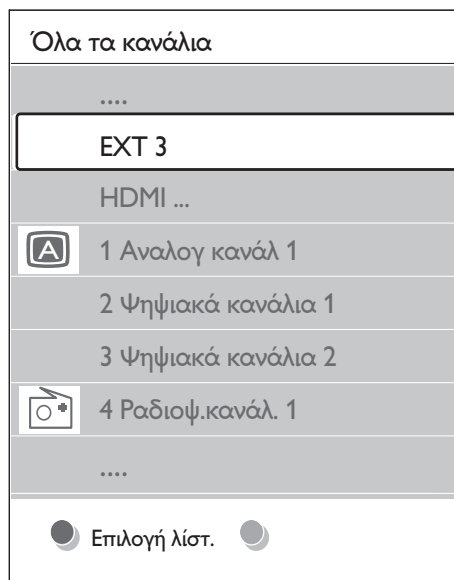 Όλα τα κανάλια
....
EXT 3
HDMI ...
A 1 Αναλογ κανάλ 1
2 Ψηψιακά κανάλια 1
3 Ψηψιακά κανάλια 2
4 Ραδιοψ.κανάλ. 1
....
Επιλογή λίστ.